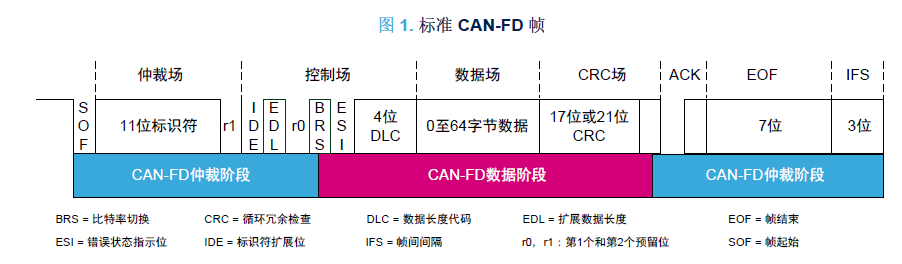 图 1. 标准 CAN-FD 帧
仲裁场 控制场 数据场 CRC场 ACK EOF IFS
SOF 11位标识符 r1 IDE EDL r0 BRS ESI 4位 DLC 0至64字节数据 17位或21位 CRC 7位 3位
CAN-FD仲裁阶段 CAN-FD数据阶段 CAN-FD仲裁阶段
BRS = 比特率切换 CRC = 循环冗余检查 DLC = 数据长度代码 EDL = 扩展数据长度 EOF = 帧结束
ESI = 错误状态指示位 IDE = 标识符扩展位 IFS = 帧间间隔 r0, r1:第1个和第2个预留位 SOF = 帧起始